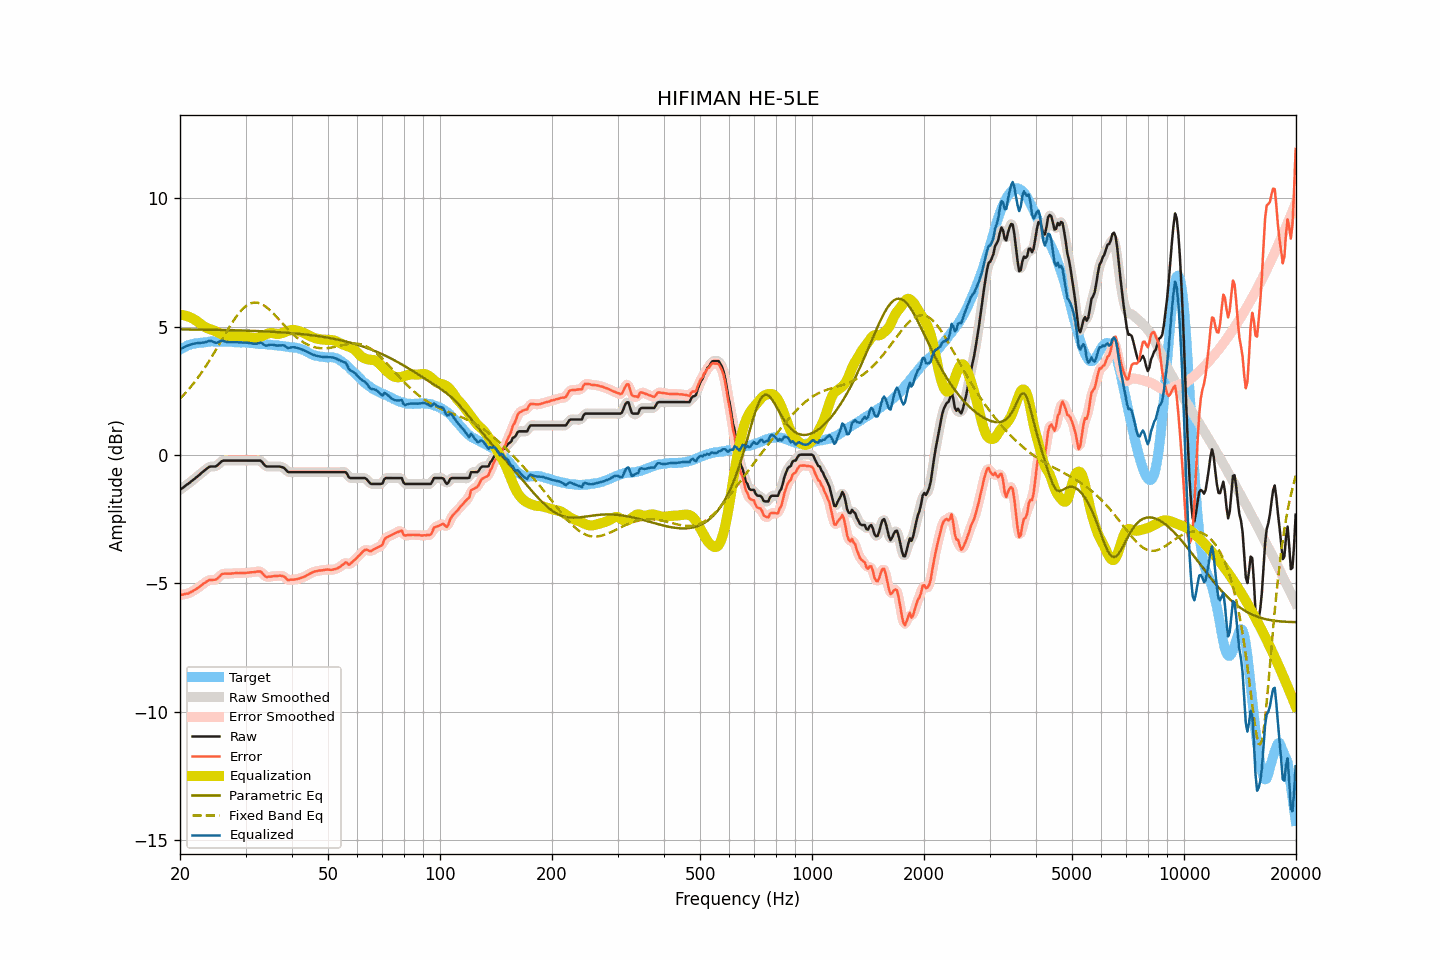 HIFIMAN HE-5LE
Amplitude (dBr)
10
5
0
−5
−10
−15
Target
Raw Smoothed
Error Smoothed
Raw
Error
Equalization
Parametric Eq
Fixed Band Eq
Equalized
20 50 100 200 500 1000 2000 5000 10000 20000
Frequency (Hz)